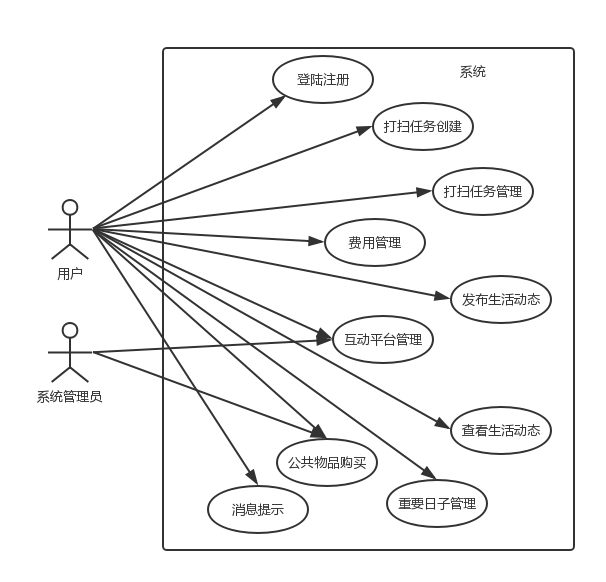 系统
登陆注册
打扫任务创建
打扫任务管理
费用管理
用户
发布生活动态
互动平台管理
系统管理员
查看生活动态
公共物品购买
重要日子管理
消息提示